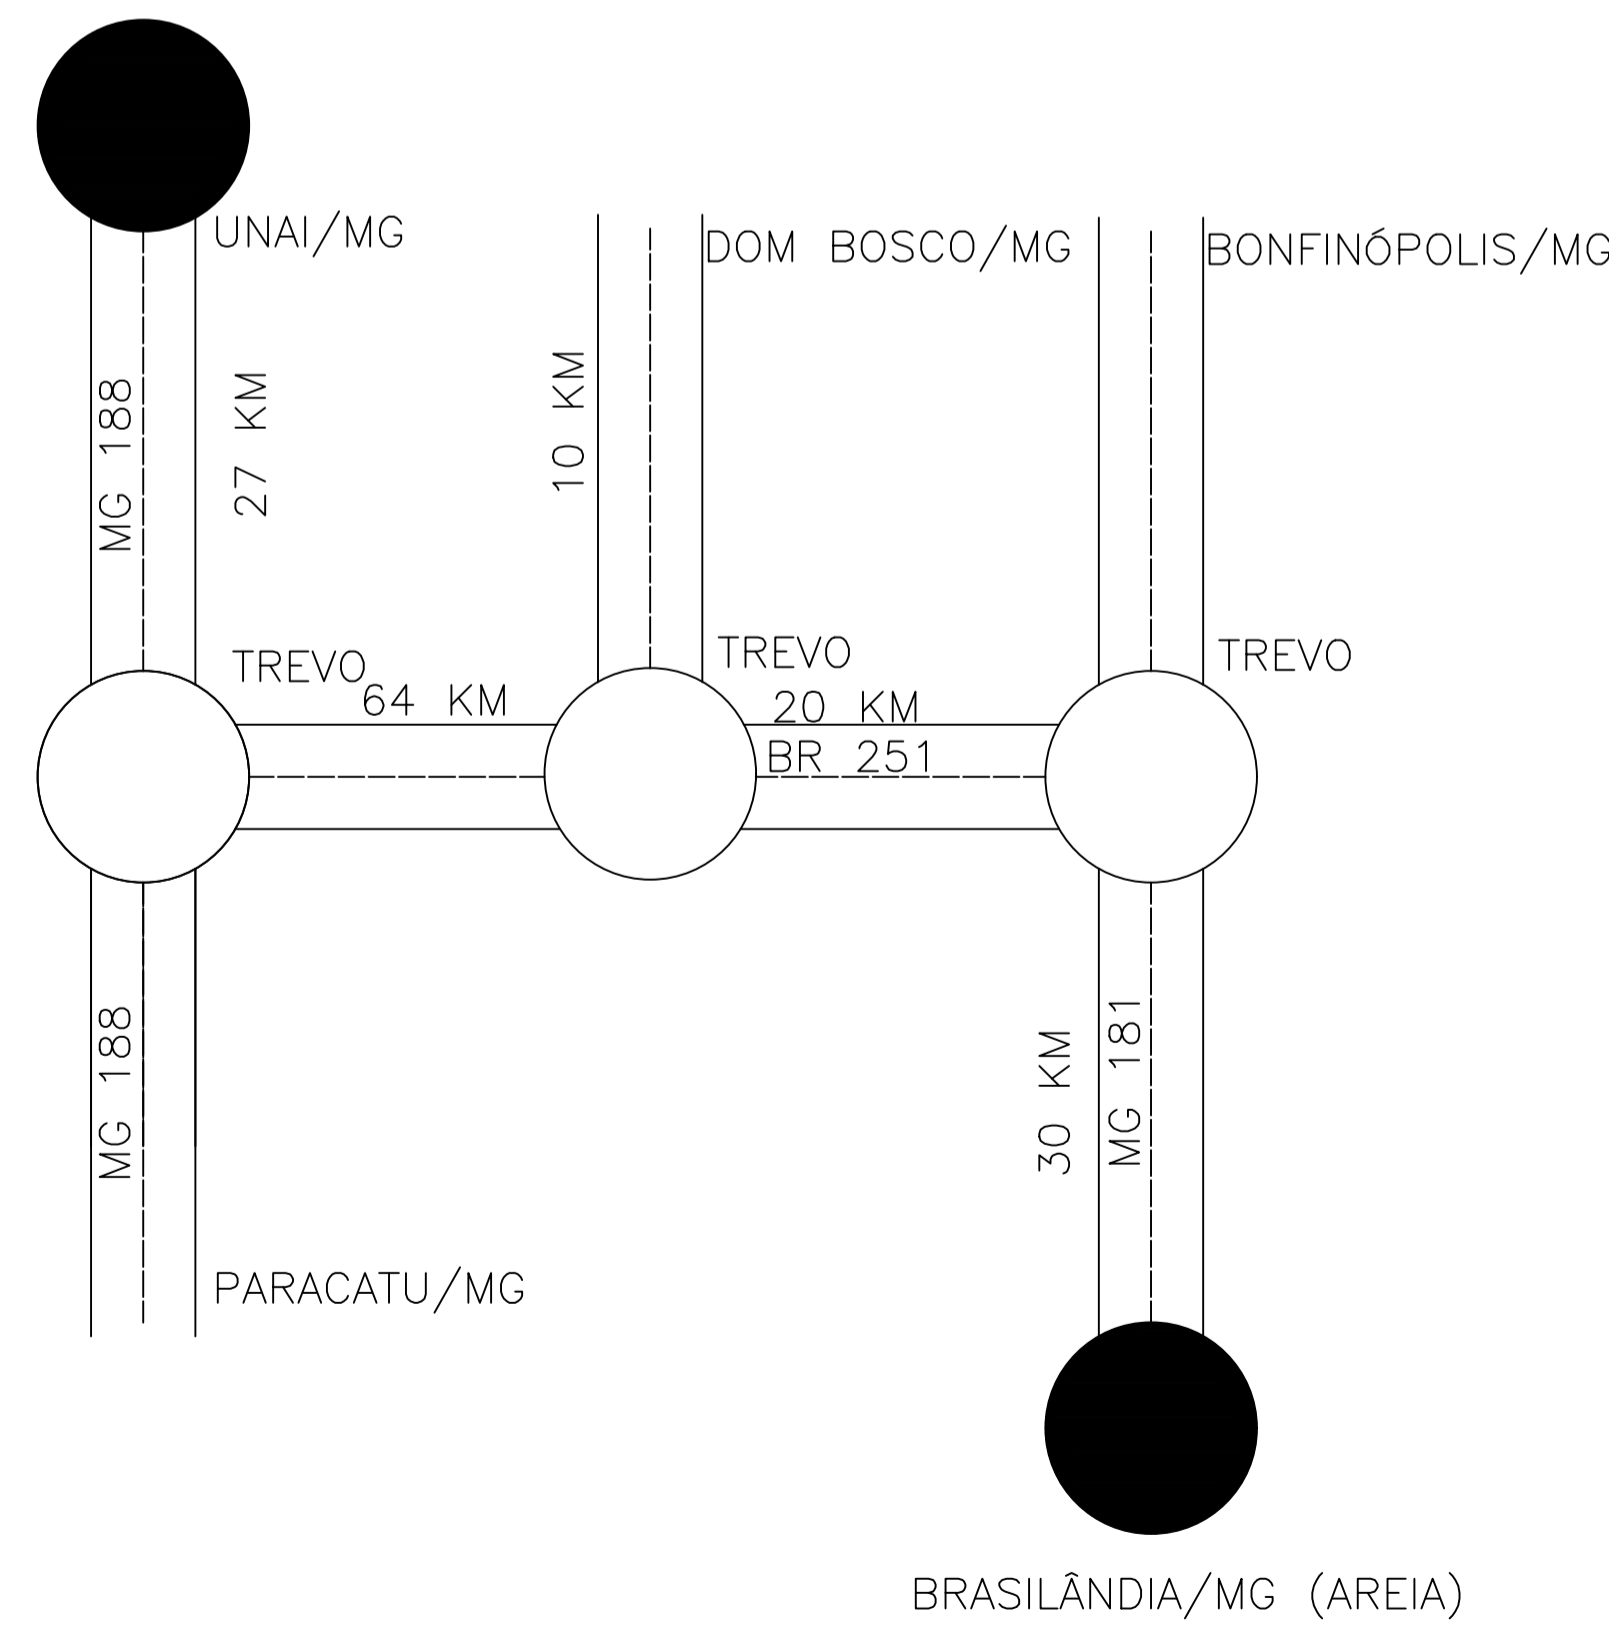 UNAI/MG
DOM BOSCO/MG
BONFINÓPOLIS/MG
MG 188
27 KM
10 KM
TREVO
64 KM
TREVO
20 KM
BR 251
TREVO
MG 188
30 KM
MG 181
PARACATU/MG
BRASILÂNDIA/MG (AREIA)